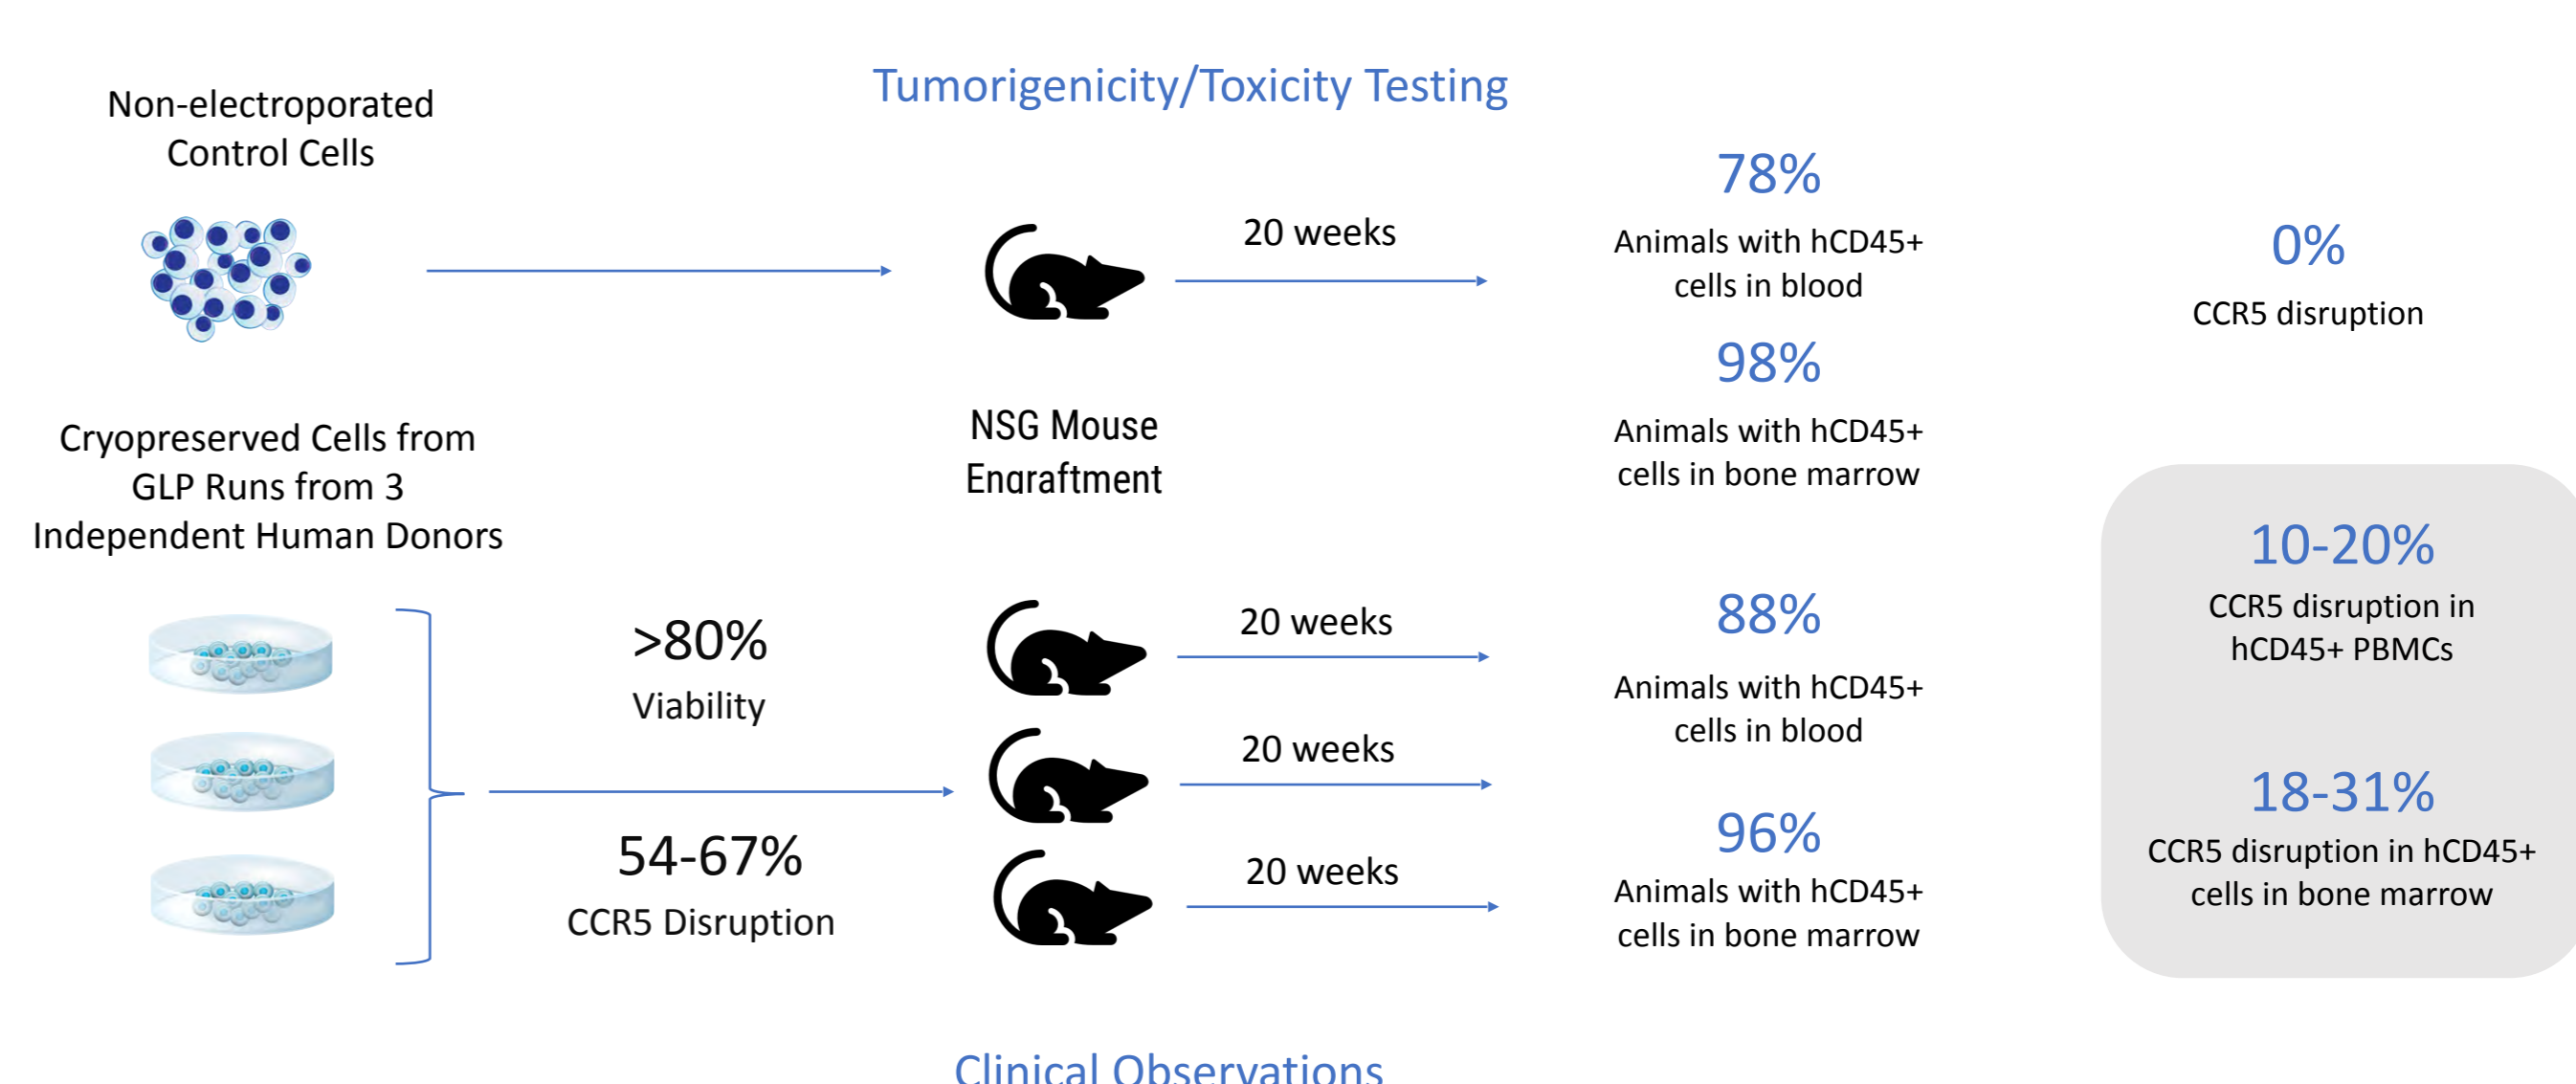 Tumorigenicity/Toxicity Testing
Non-electroporated
Control Cells
20 weeks
78%
Animals with hCD45+
cells in blood
98%
Animals with hCD45+
cells in bone marrow
0%
CCR5 disruption
NSG Mouse
Engraftment
Cryopreserved Cells from
GLP Runs from 3
Independent Human Donors
>80%
Viability
54-67%
CCR5 Disruption
20 weeks
20 weeks
20 weeks
88%
Animals with hCD45+
cells in blood
96%
Animals with hCD45+
cells in bone marrow
10-20%
CCR5 disruption in
hCD45+ PBMCs
18-31%
CCR5 disruption in hCD45+
cells in bone marrow
Clinical Observations